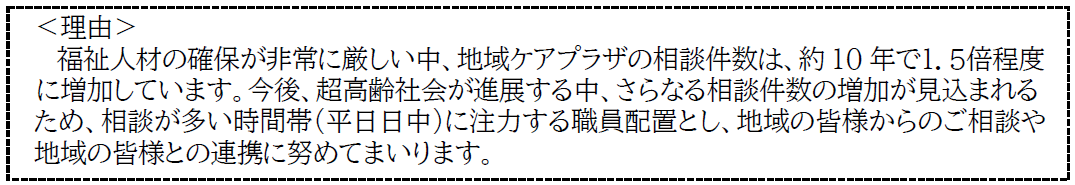 ＜理由＞
　福祉人材の確保が非常に厳しい中、地域ケアプラザの相談件数は、約 10 年で1．5倍程度
に増加しています。今後、超高齢社会が進展する中、さらなる相談件数の増加が見込まれる
ため、相談が多い時間帯（平日日中）に注力する職員配置とし、地域の皆様からのご相談や
地域の皆様との連携に努めてまいります。